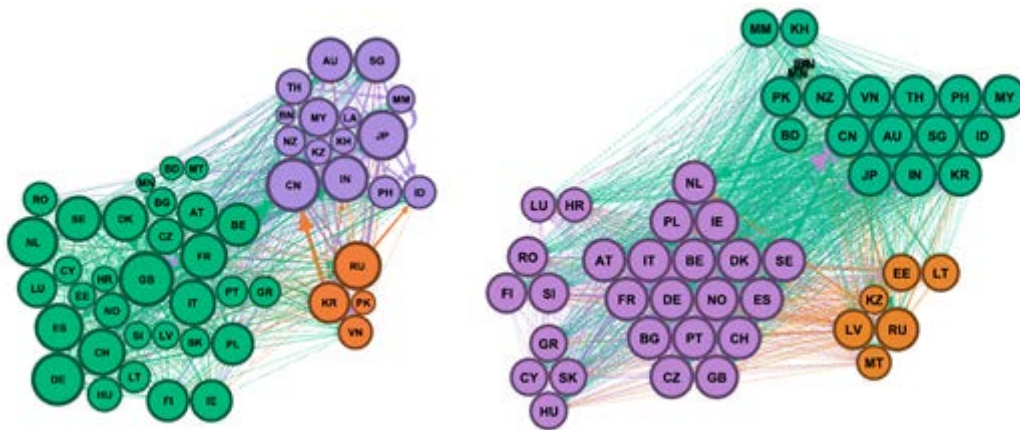 AU SG
TH MM
BN MY LA JP
NZ KZ KH
CN IN PH ID
BD MT
MN
RO SE DK BG AT BE
NL CZ FR
CY HR GB
LU EE IT PT GR
ES NO
CH SI LV SK PL
DE LT
HU FI IE
RU
KR PK
VN
MM KH
MN
PK NZ VN TH PH MY
BD CN AU SG ID
JP IN KR
NL
LU HR PL IE
RO AT IT BE DK SE
FI SI FR DE NO ES
GR BG PT CH
CY SK CZ GB
HU
EE LT
KZ
LV RU
MT